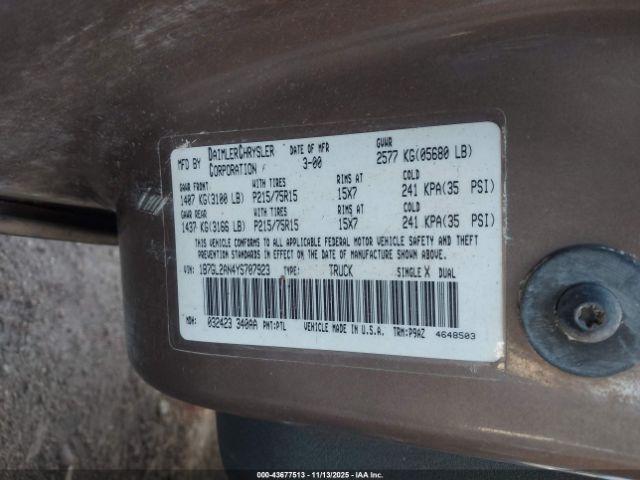 MFD BY DAIMLERCHRYSLER CORPORATION DATE OF MFR 3-00 GVWR 2577 KG(05680 LB)
GAWR FRONT WITH TIRES RIMS AT COLD
1407 KG(3100 LB) P215/75R15 15X7 241 KPA(35 PSI)
GAWR REAR WITH TIRES RIMS AT COLD
1437 KG(3166 LB) P215/75R15 15X7 241 KPA(35 PSI)
THIS VEHICLE CONFORMS TO ALL APPLICABLE FEDERAL MOTOR VEHICLE SAFETY AND THEFT
PREVENTION STANDARDS IN EFFECT ON THE DATE OF MANUFACTURE SHOWN ABOVE.
VIN: 1B7GL2AN4YS707923 TYPE: TRUCK SINGLE X DUAL
MDH: 032423 340AA PNT:PTL VEHICLE MADE IN U.S.A. TRM:P9AZ 4648503
000-43677513 - 11/13/2025 - IAA Inc.